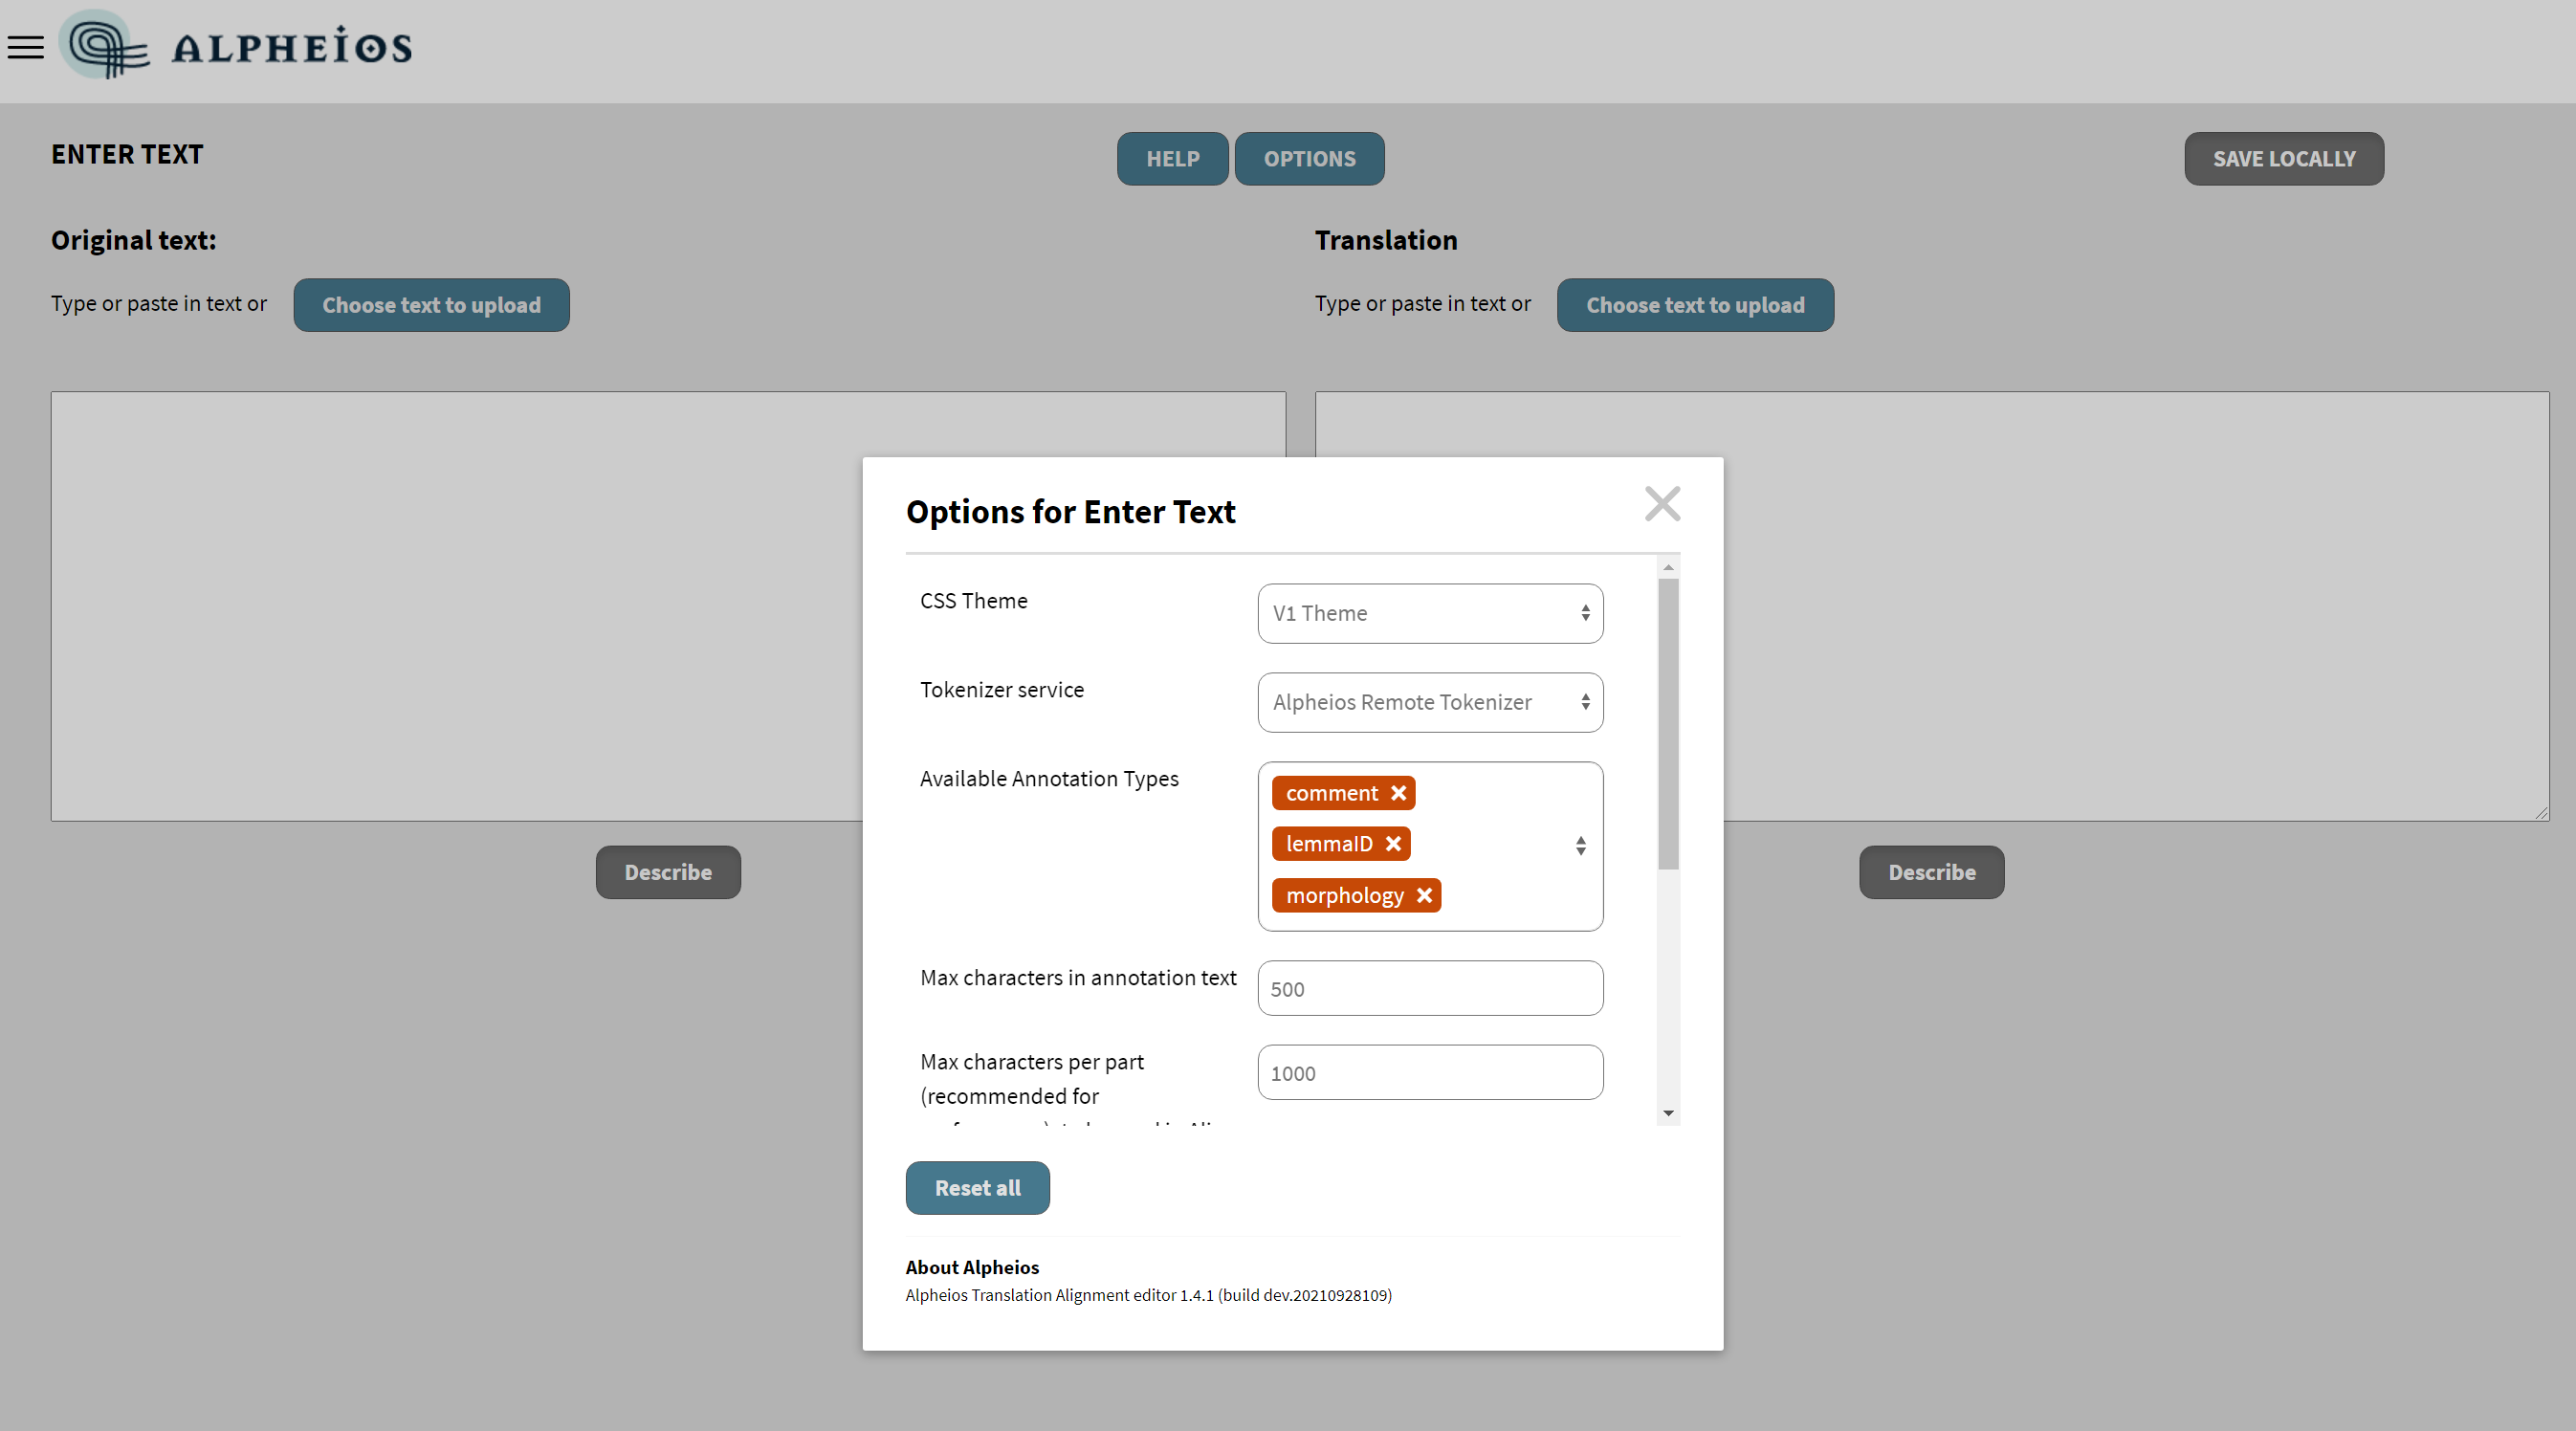 ALPHEIOS
ENTER TEXT
HELP
OPTIONS
SAVE LOCALLY
Original text:
Type or paste in text or
Choose text to upload
Translation
Type or paste in text or
Choose text to upload
Options for Enter Text
CSS Theme
V1 Theme
Tokenizer service
Alpheios Remote Tokenizer
Available Annotation Types
comment
lemmaID
morphology
Max characters in annotation text
500
Max characters per part
(recommended for
1000
Describe
Describe
Reset all
About Alpheios
Alpheios Translation Alignment editor 1.4.1 (build dev.20210928109)